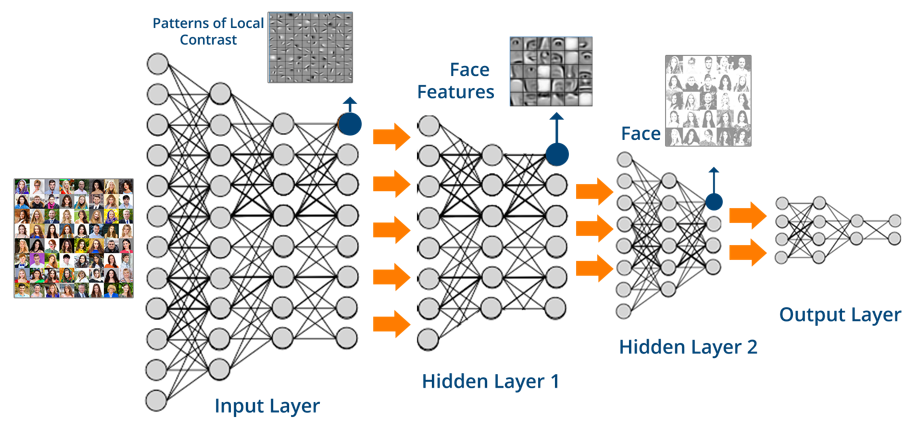 Patterns of Local
Contrast
Face
Features
Face
Input Layer
Hidden Layer 1
Hidden Layer 2
Output Layer